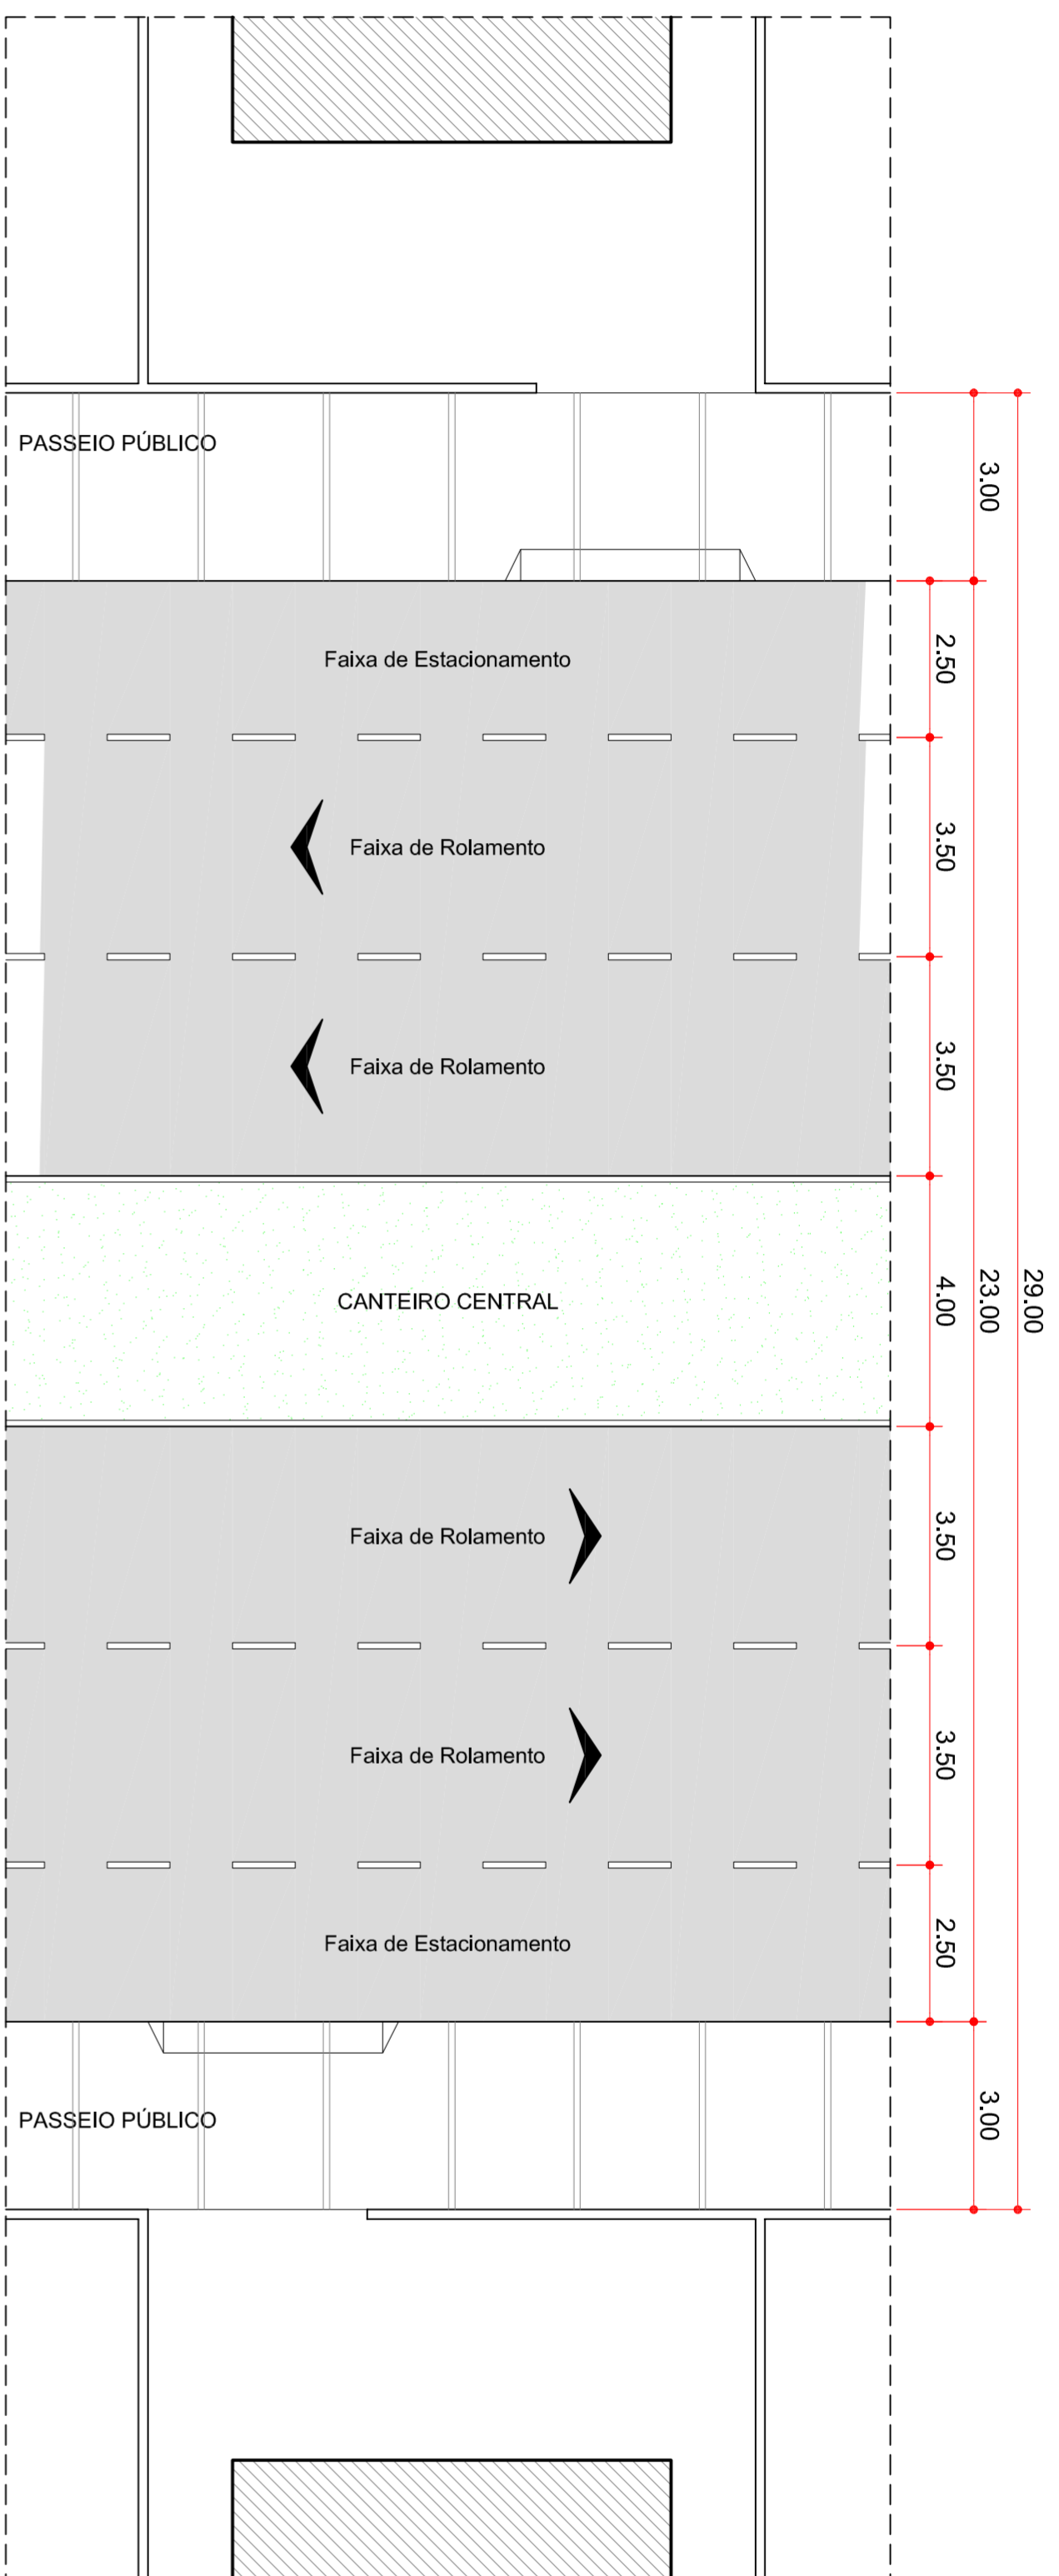 PASSEIO PÚBLICO
3.00
Faixa de Estacionamento
2.50
Faixa de Rolamento
3.50
Faixa de Rolamento
3.50
CANTEIRO CENTRAL
4.00
23.00
29.00
Faixa de Rolamento
3.50
Faixa de Rolamento
3.50
Faixa de Estacionamento
2.50
PASSEIO PÚBLICO
3.00